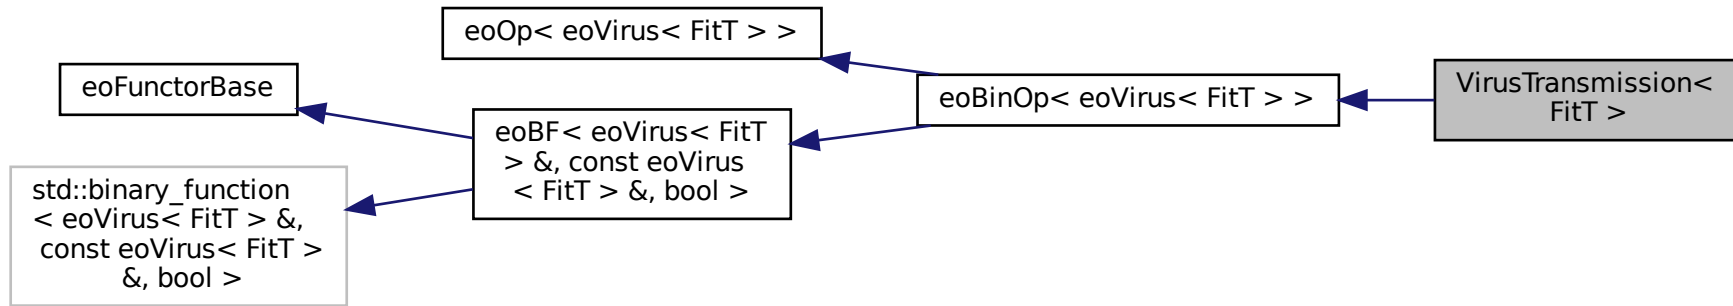 eoOp< eoVirus< FitT > >
eoFunctorBase
eoBF< eoVirus< FitT
> &, const eoVirus
< FitT > &, bool >
std::binary_function
< eoVirus< FitT > &,
const eoVirus< FitT >
&, bool >
eoBinOp< eoVirus< FitT > >
VirusTransmission<
FitT >